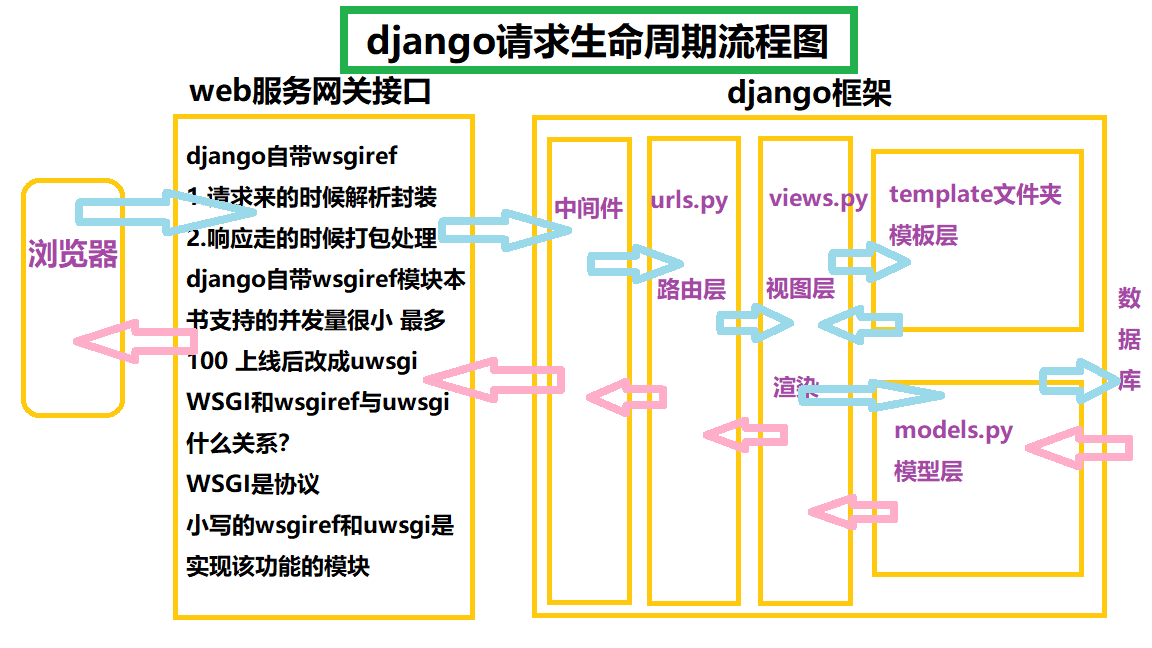 django请求生命周期流程图
web服务网关接口
django框架
浏览器
django自带wsgiref
1.请求来的时候解析封装
2.响应走的时候打包处理
django自带wsgiref模块本
书支持的并发量很小 最多
100 上线后改成uwsgi
WSGI和wsgiref与uwsgi
什么关系?
WSGI是协议
小写的wsgiref和uwsgi是
实现该功能的模块
中间件
urls.py
路由层
views.py
视图层
渲染
template文件夹
模板层
models.py
模型层
数
据
库